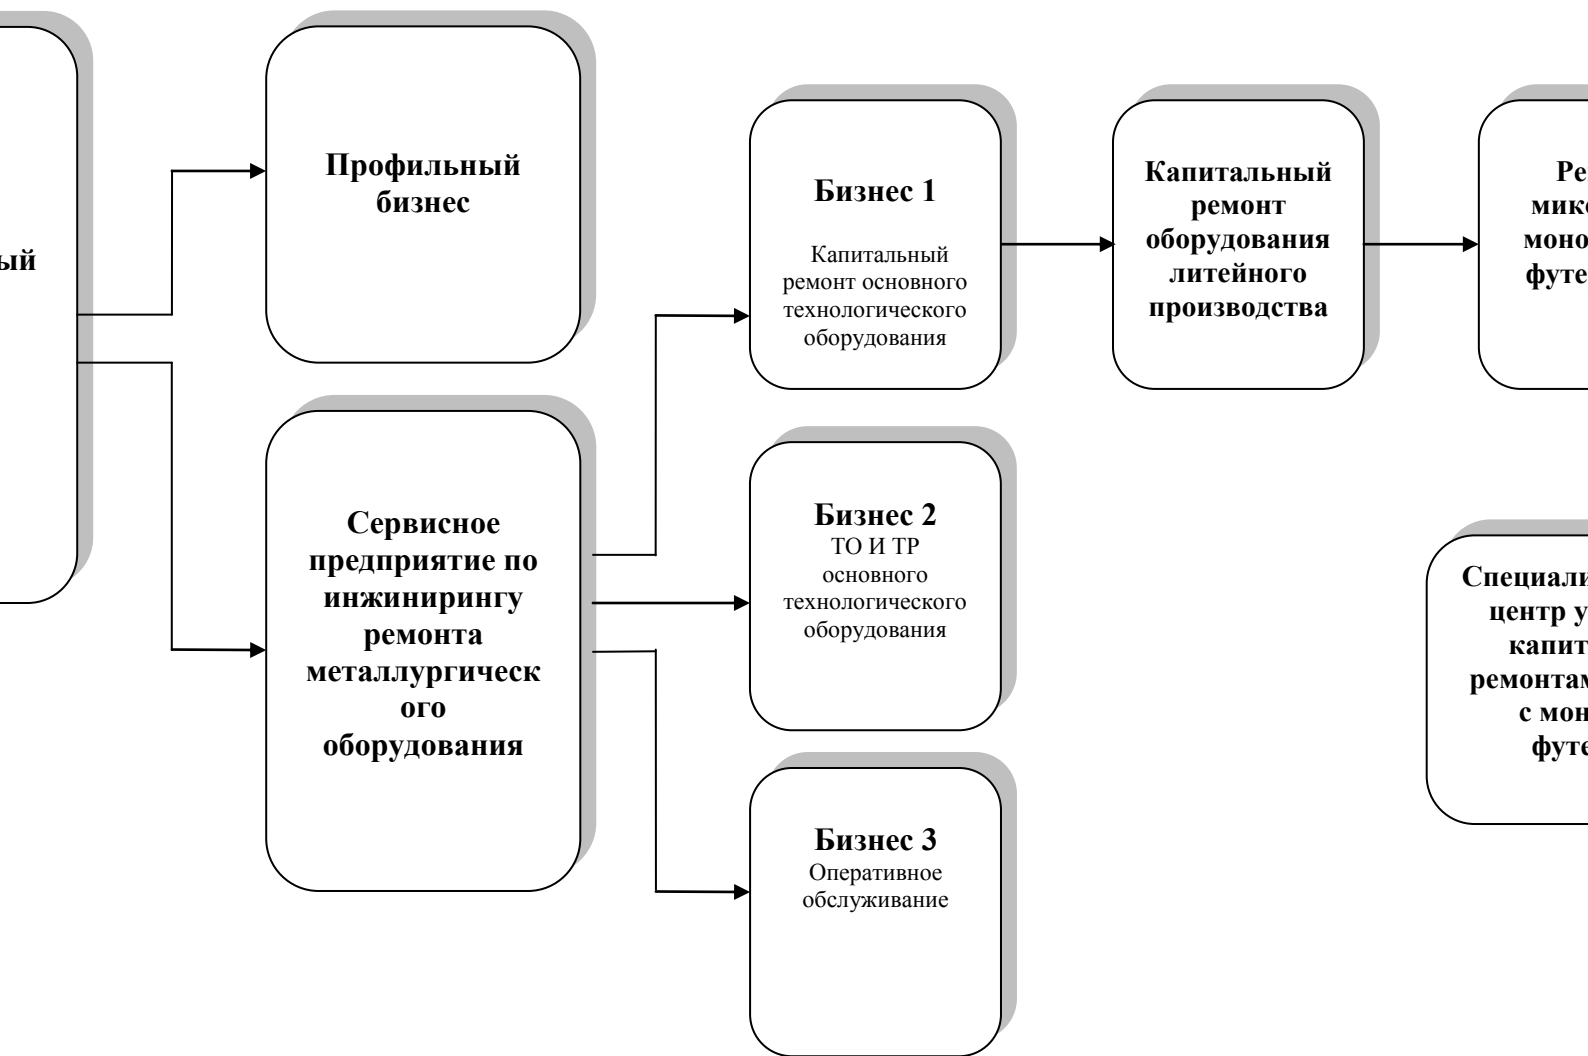 Профильный
бизнес
Сервисное
предприятие по
инжинирингу
ремонта
металлургическ
ого
оборудования
Бизнес 1
Капитальный
ремонт основного
технологического
оборудования
Бизнес 2
ТО И ТР
основного
технологического
оборудования
Бизнес 3
Оперативное
обслуживание
Капитальный
ремонт
оборудования
литейного
производства
центр
с